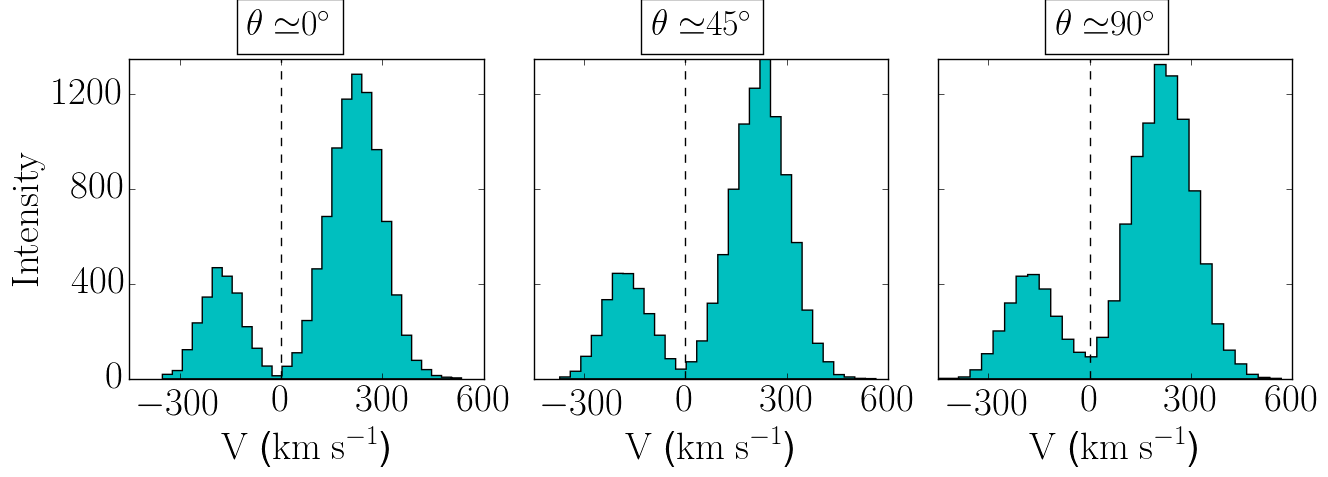 θ ≃0° θ ≃45° θ ≃90°
Intensity
1200
800
400
0
−300 0 300 600 −300 0 300 600 −300 0 300 600
V (km s⁻¹) V (km s⁻¹) V (km s⁻¹)